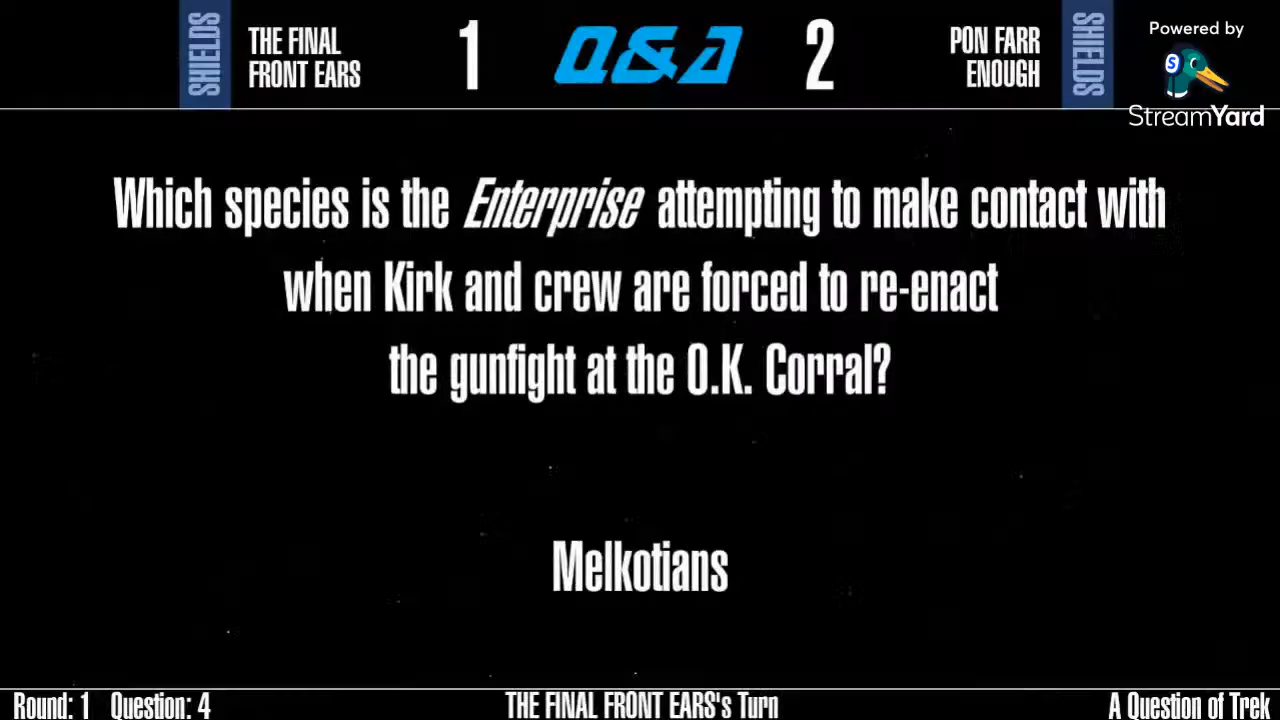 SHIELDS
THE FINAL
FRONT EARS
1
Q&A
2
PON FARR
ENOUGH
SHIELDS
Powered by
S
StreamYard
Which species is the Enterprise attempting to make contact with
when Kirk and crew are forced to re-enact
the gunfight at the O.K. Corral?
Melkotians
Round: 1 Question: 4
THE FINAL FRONT EARS's Turn
A Question of Trek